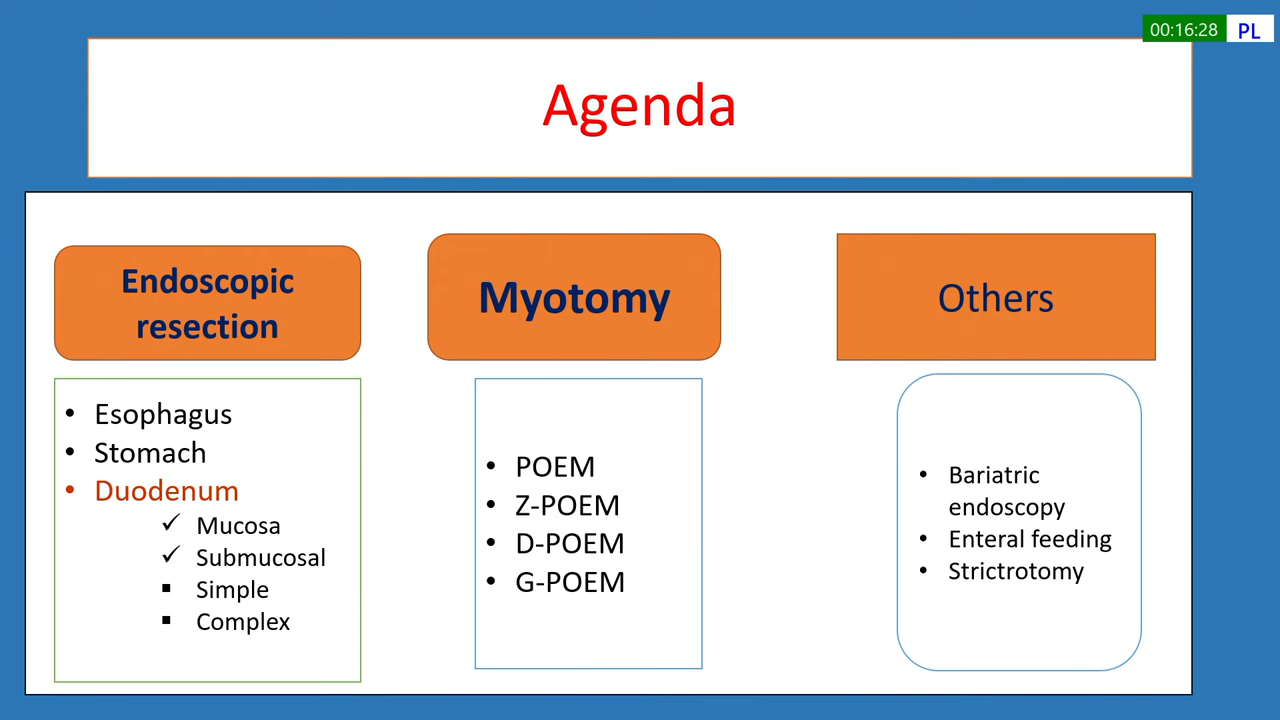 00:16:28 PL
Agenda
Endoscopic
resection
• Esophagus
• Stomach
• Duodenum
✓ Mucosa
✓ Submucosal
▪ Simple
▪ Complex
Myotomy
• POEM
• Z-POEM
• D-POEM
• G-POEM
Others
• Bariatric
endoscopy
• Enteral feeding
• Strictrotomy